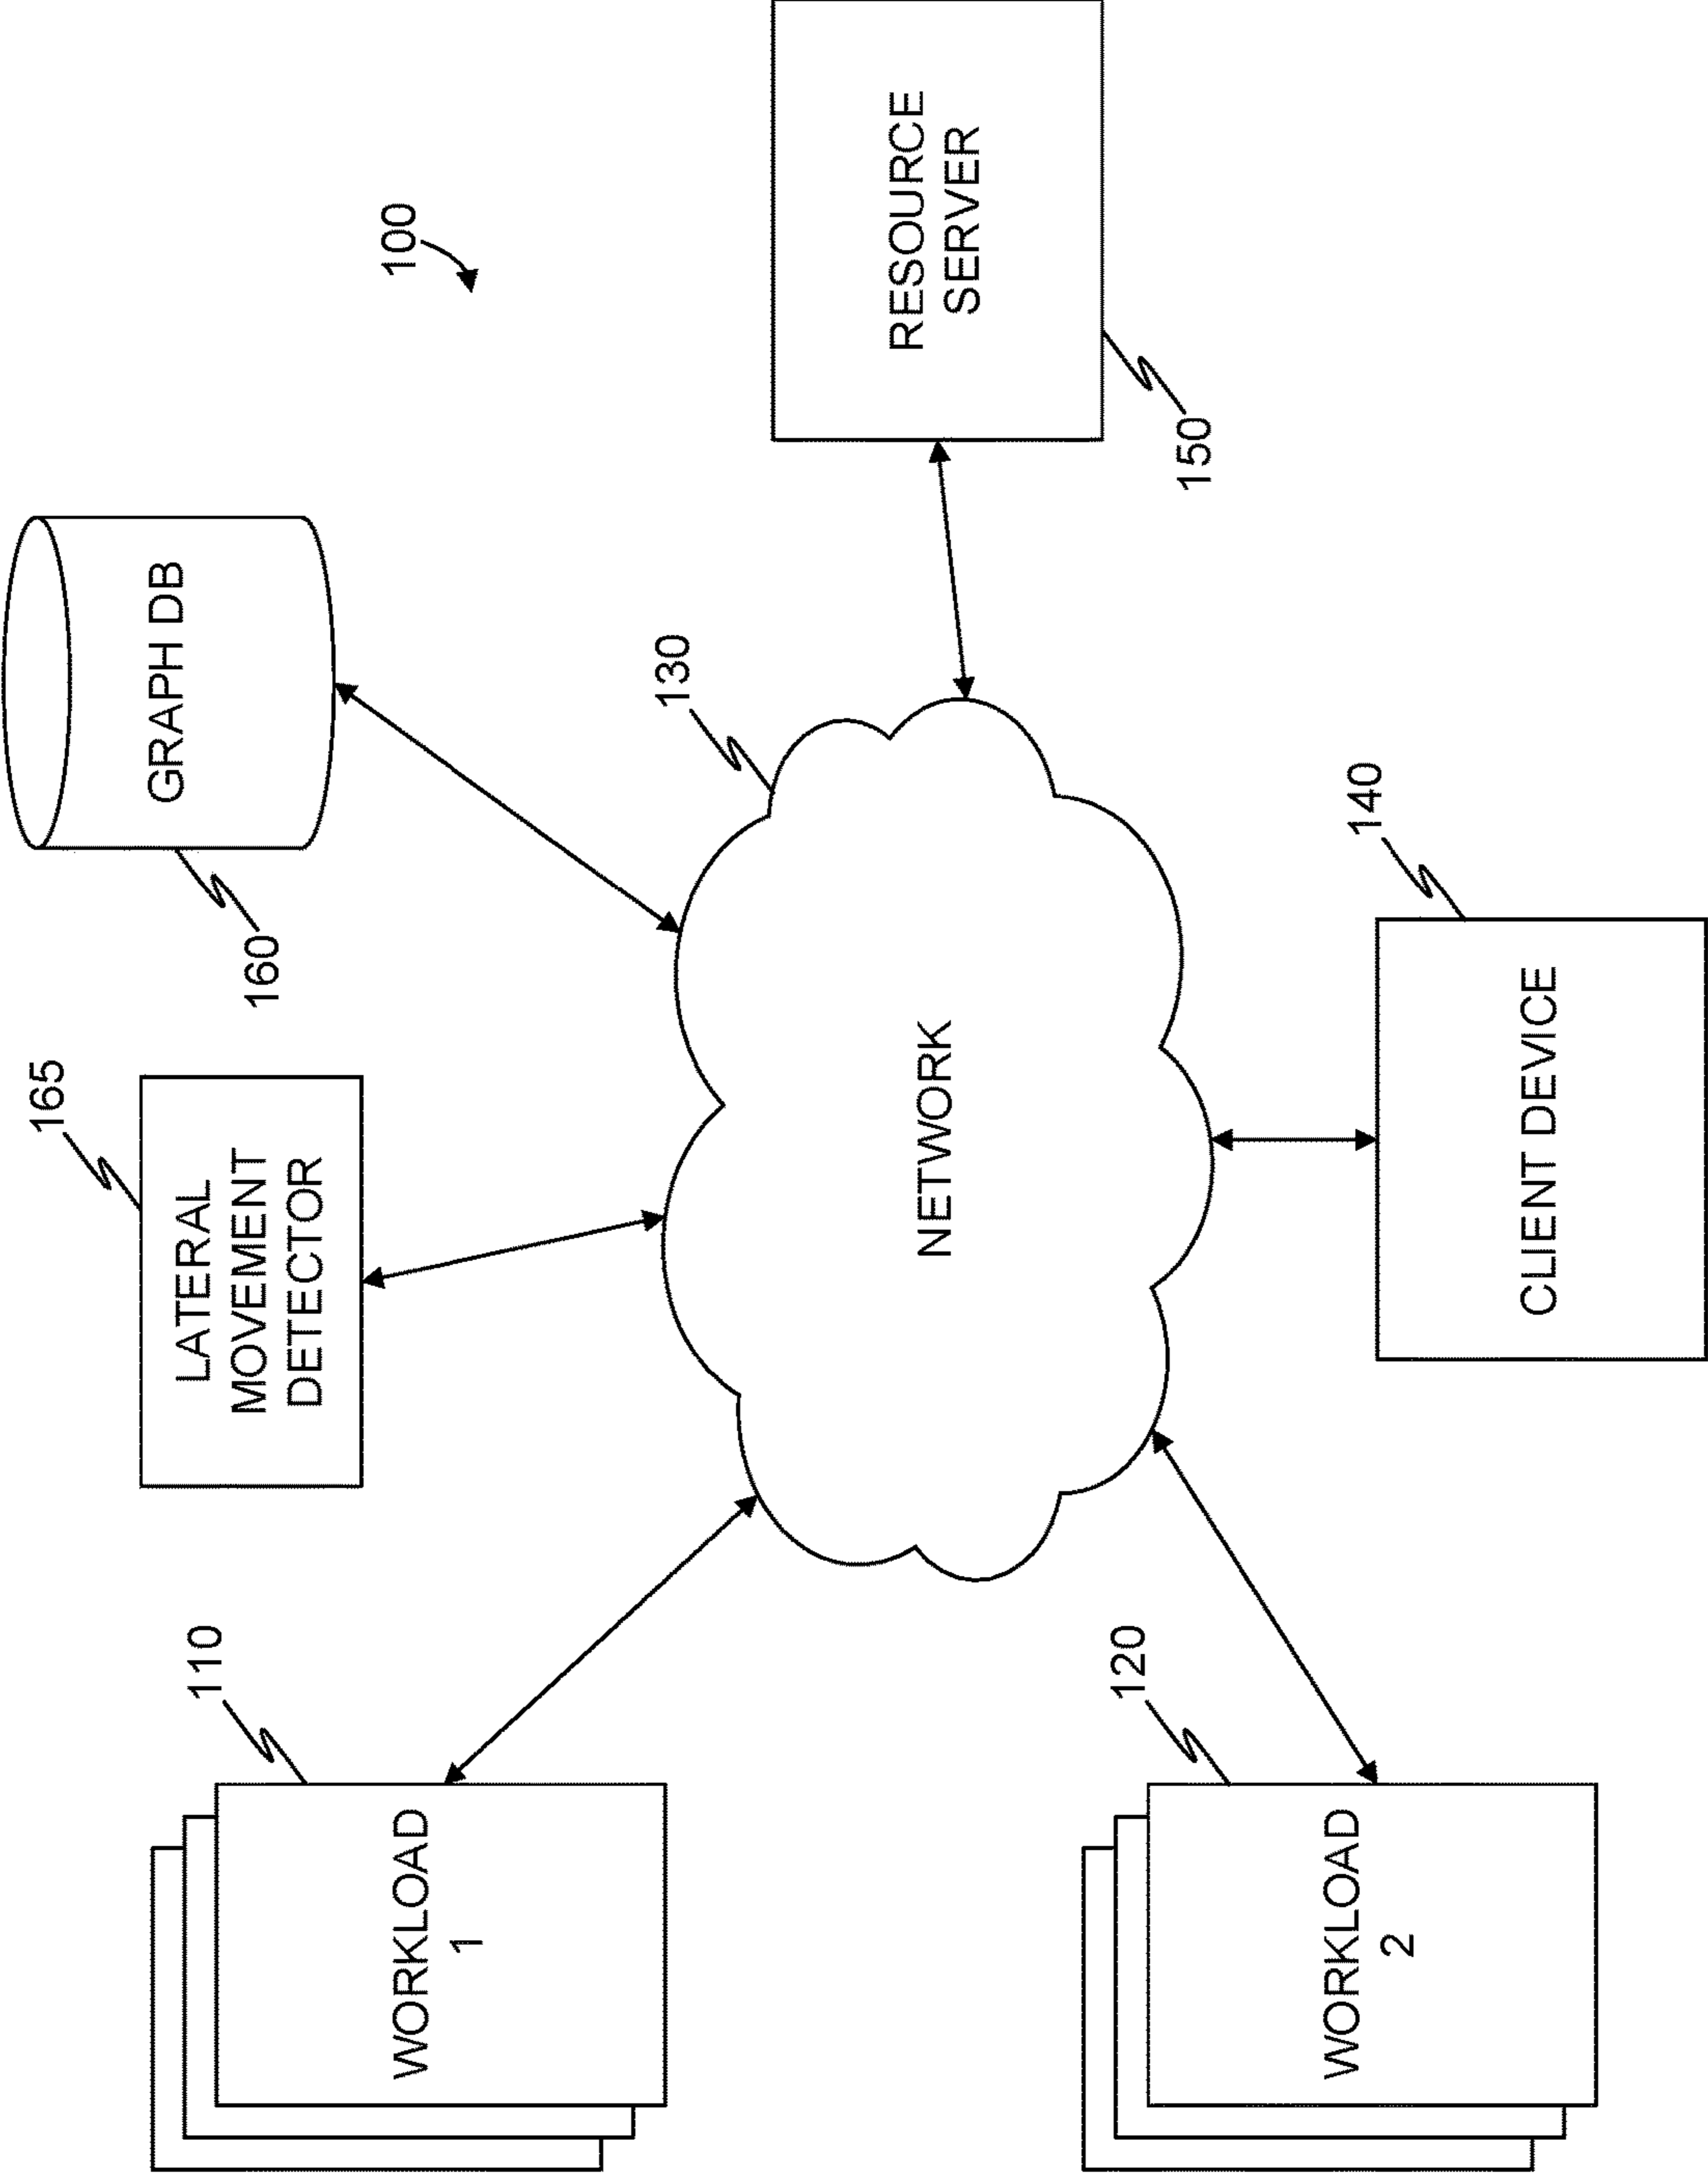 165
LATERAL
MOVEMENT
DETECTOR
GRAPH DB
160
110
100
WORKLOAD
1
130
NETWORK
RESOURCE
SERVER
120
150
WORKLOAD
2
140
CLIENT DEVICE